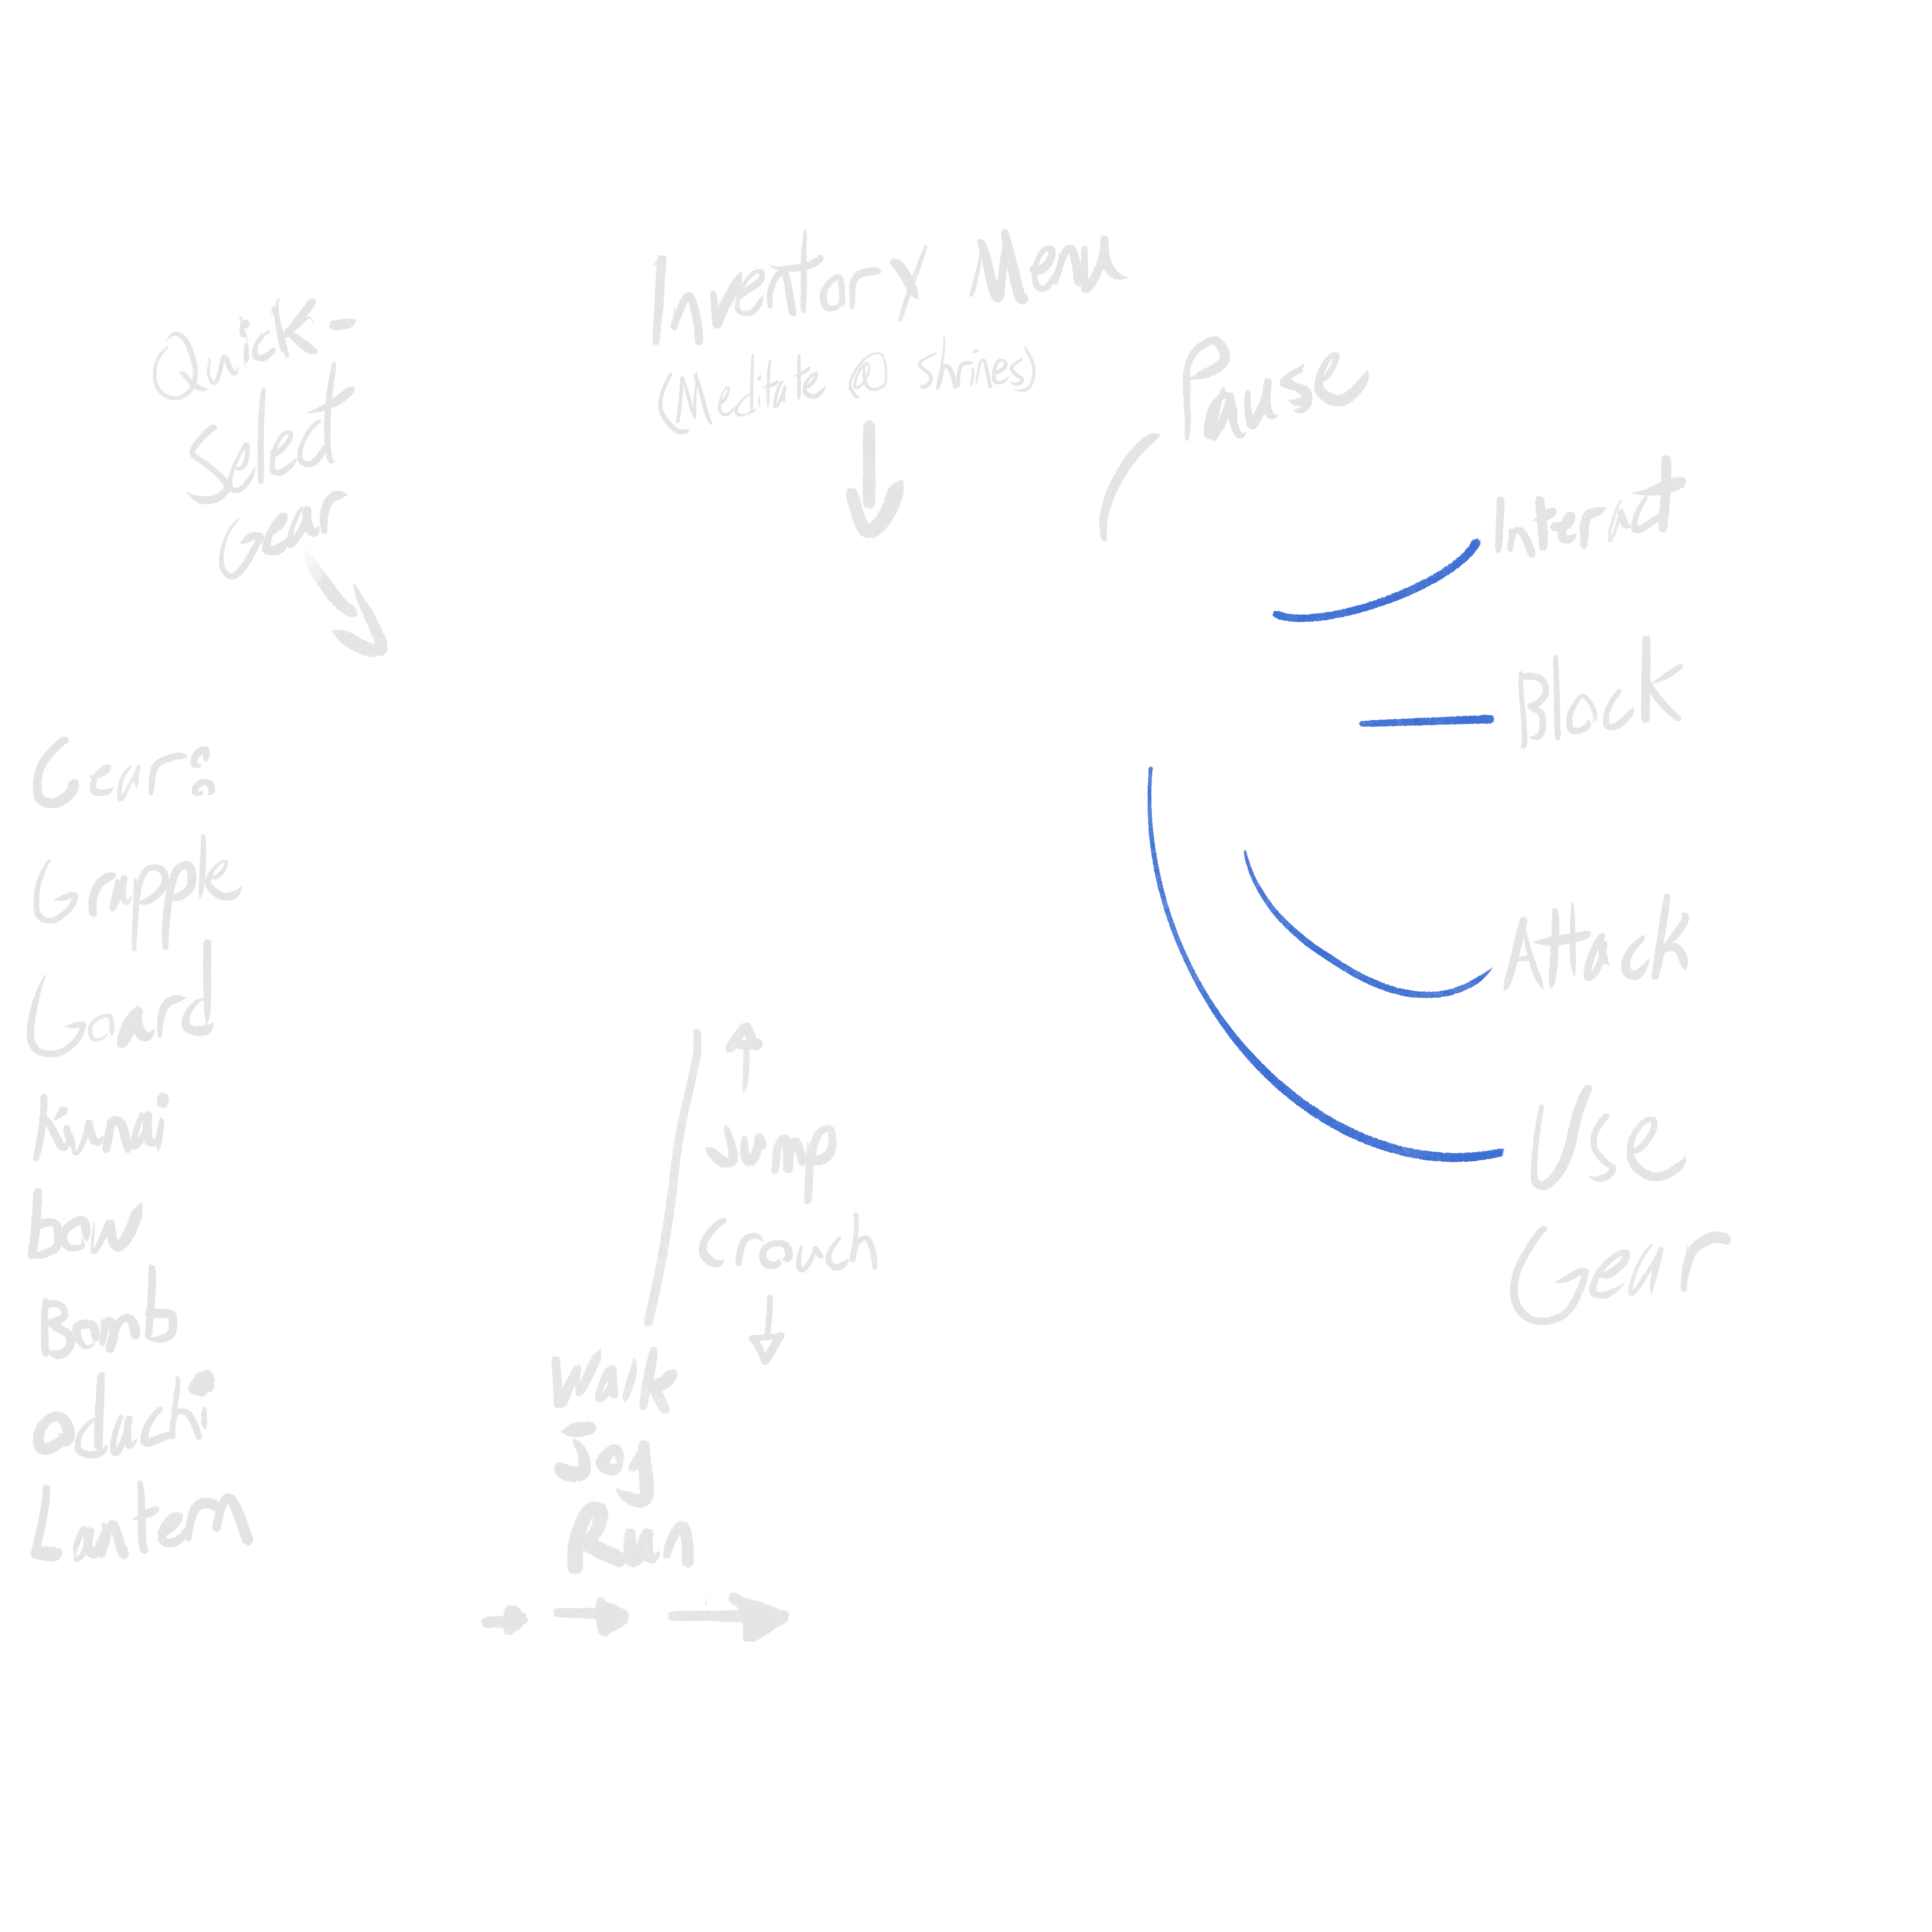 Inventory Menu
(Meditate @ shrines)
Quick-
Select
Gear
Pause
Interact
Block
Attack
Use
Gear
Gear:
Grapple
Goard
Kunai
bow
Bomb
odachi
Lantern
Jump
Crouch
Walk
Jog
Run